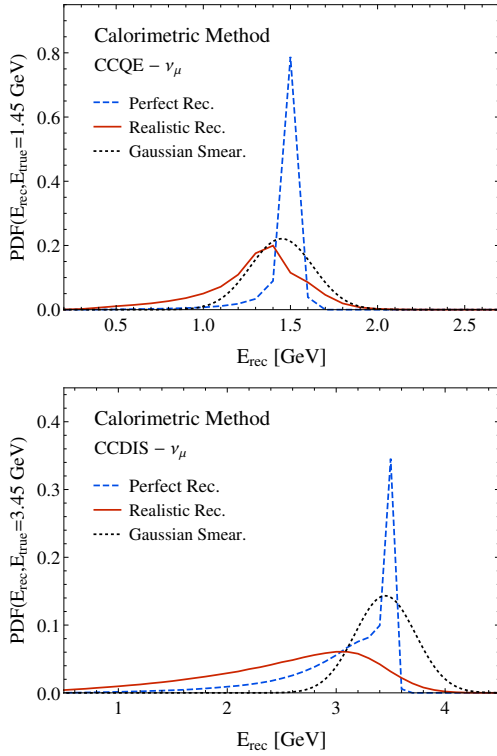 Calorimetric Method
CCQE − νμ
Perfect Rec.
Realistic Rec.
Gaussian Smear.
PDF(Erec,Etrue=1.45 GeV)
0.8
0.6
0.4
0.2
0.0
0.5 1.0 1.5 2.0 2.5
Erec [GeV]
Calorimetric Method
CCDIS − νμ
Perfect Rec.
Realistic Rec.
Gaussian Smear.
PDF(Erec,Etrue=3.45 GeV)
0.4
0.3
0.2
0.1
0.0
1 2 3 4
Erec [GeV]